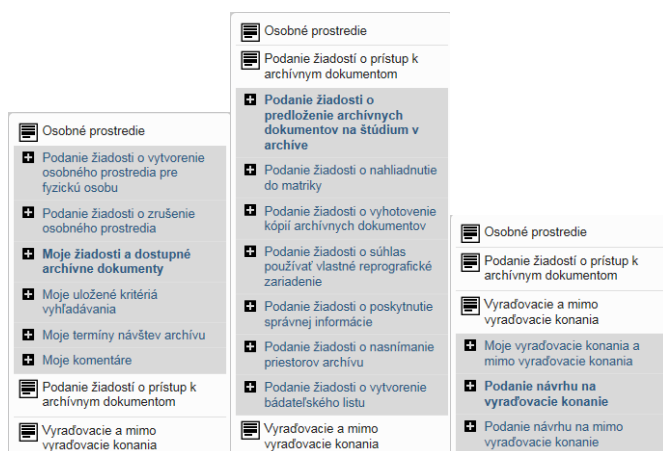 Osobné prostredie
Podanie žiadosti o vytvorenie
osobného prostredia pre
fyzickú osobu
Podanie žiadosti o zrušenie
osobného prostredia
Moje žiadosti a dostupné
archívne dokumenty
Moje uložené kritériá
vyhľadávania
Moje termíny návštev archívu
Moje komentáre
Podanie žiadostí o prístup k
archívnym dokumentom
Vyraďovacie a mimo
vyraďovacie konania
Osobné prostredie
Podanie žiadostí o prístup k
archívnym dokumentom
Podanie žiadosti o
predloženie archívnych
dokumentov na štúdium v
archíve
Podanie žiadosti o nahliadnutie
do matriky
Podanie žiadosti o vyhotovenie
kópií archívnych dokumentov
Podanie žiadosti o súhlas
používať vlastné reprografické
zariadenie
Podanie žiadosti o poskytnutie
správnej informácie
Podanie žiadosti o nasnímanie
priestorov archívu
Podanie žiadosti o vytvorenie
bádateľského listu
Vyraďovacie a mimo
vyraďovacie konania
Osobné prostredie
Podanie žiadostí o prístup k
archívnym dokumentom
Vyraďovacie a mimo
vyraďovacie konania
Moje vyraďovacie konania a
mimo vyraďovacie konania
Podanie návrhu na
vyraďovacie konanie
Podanie návrhu na mimo
vyraďovacie konanie